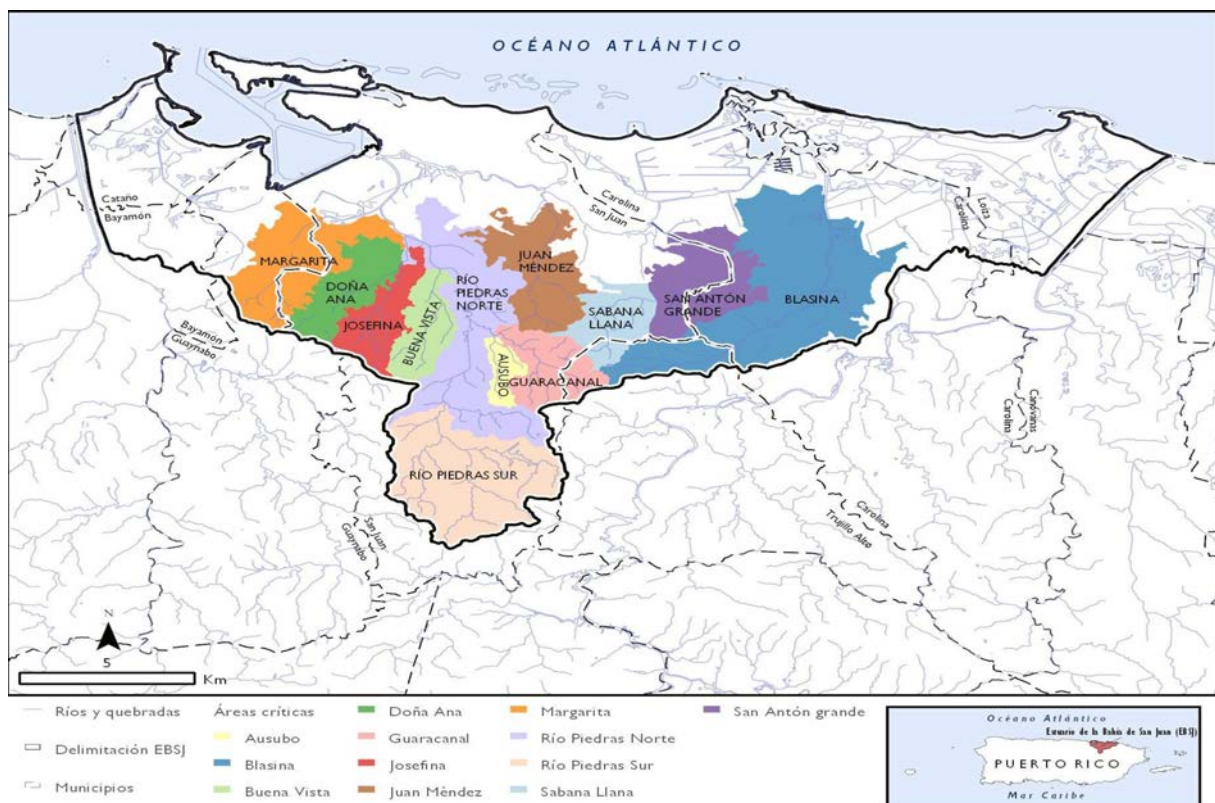 OCÉANO ATLÁNTICO
Cataño
Bayamón
Carolina
San Juan
Loíza
Carolina
MARGARITA
DOÑA
ANA
JOSEFINA
BUENA VISTA
RÍO
PIEDRAS
NORTE
JUAN
MÉNDEZ
SABANA
LLANA
SAN ANTÓN
GRANDE
BLASINA
AUSUBO
GUARACANAL
Bayamón
Guaynabo
RÍO PIEDRAS SUR
San Juan
Guaynabo
Canóvanas
Carolina
Carolina
Trujillo Alto
N
5
Km
Ríos y quebradas
Delimitación EBSJ
Municipios
Áreas críticas
Ausubo
Blasina
Buena Vista
Doña Ana
Guaracanal
Josefina
Juan Méndez
Margarita
Río Piedras Norte
Río Piedras Sur
Sabana Llana
San Antón grande
Océano Atlántico
Estuario de la Bahía de San Juan (EBSJ)
PUERTO RICO
Mar Caribe